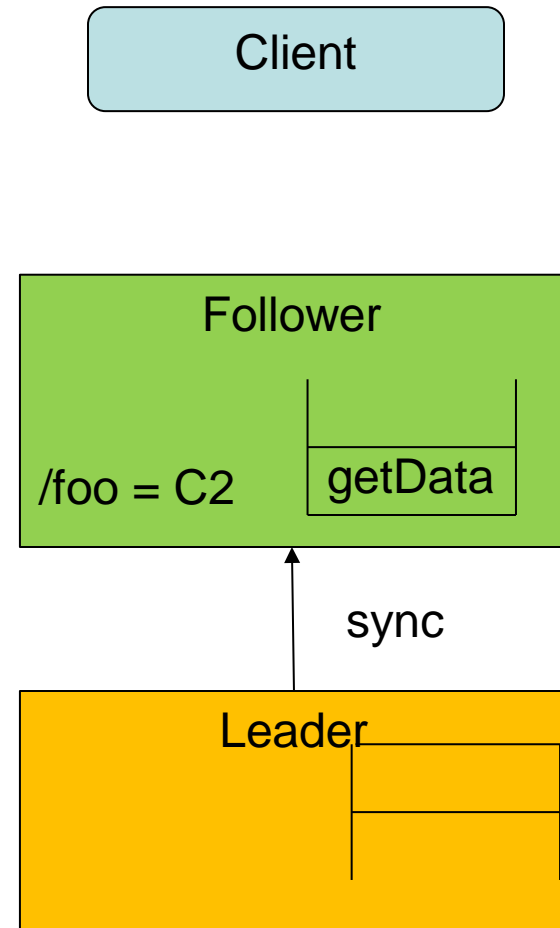 Client
Follower
/foo = C2
getData
sync
Leader